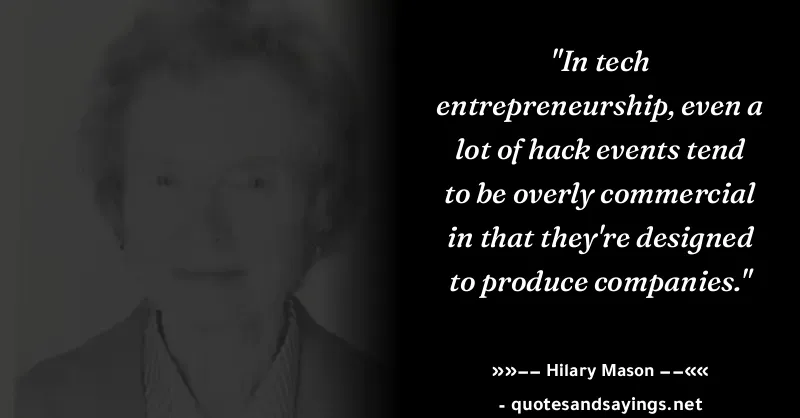 "In tech
entrepreneurship, even a
lot of hack events tend
to be overly commercial
in that they're designed
to produce companies."
»»−− Hilary Mason −−««
- quotesandsayings.net